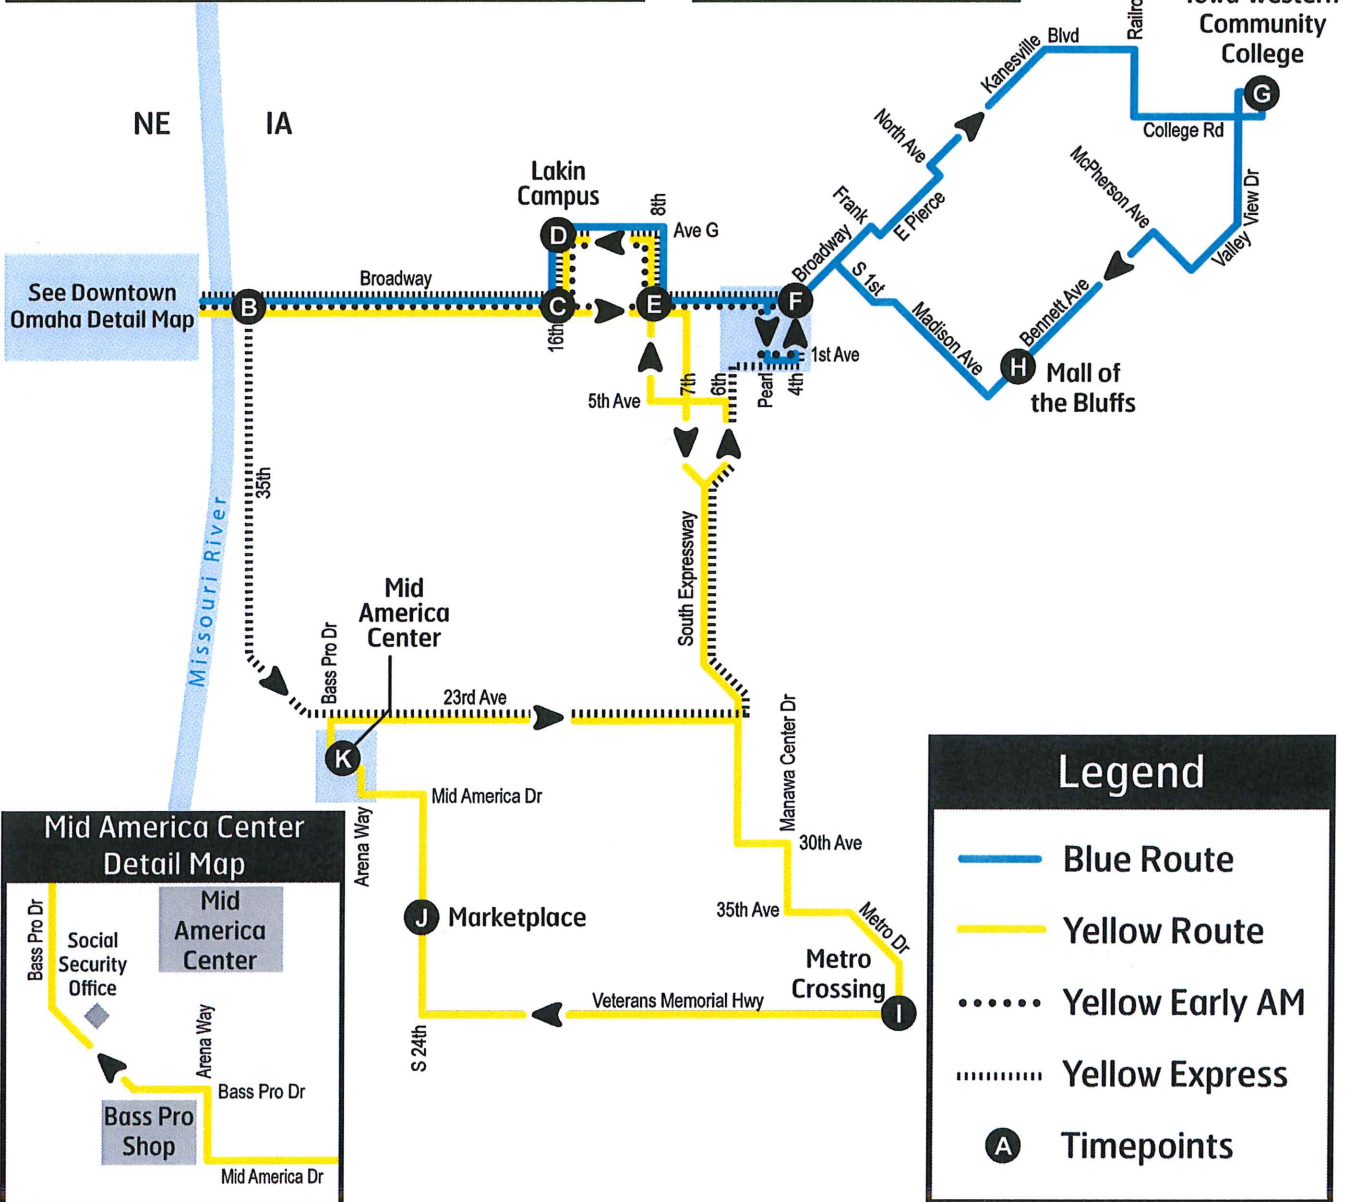 Community
College
G
Kanesville
Blvd
College Rd
North Ave
McPherson Ave
View Dr
Valley
NE
IA
Lakin
Campus
D
8th
Ave G
Frank
E Pierce
Broadway
S 1st
See Downtown
Omaha Detail Map
Broadway
B
C
E
F
16th
1st Ave
7th
6th
Pearl
4th
5th Ave
Madison Ave
Bennett Ave
H
Mall of
the Bluffs
35th
Missouri River
South Expressway
Mid
America
Center
Bass Pro Dr
23rd Ave
K
Manawa Center Dr
Mid America Dr
Arena Way
30th Ave
35th Ave
Metro Dr
J
Marketplace
Metro
Crossing
I
Veterans Memorial Hwy
S 24th
Mid America Center
Detail Map
Mid
America
Center
Bass Pro Dr
Social
Security
Office
Arena Way
Bass Pro Dr
Bass Pro
Shop
Mid America Dr
Legend
Blue Route
Yellow Route
Yellow Early AM
Yellow Express
A Timepoints